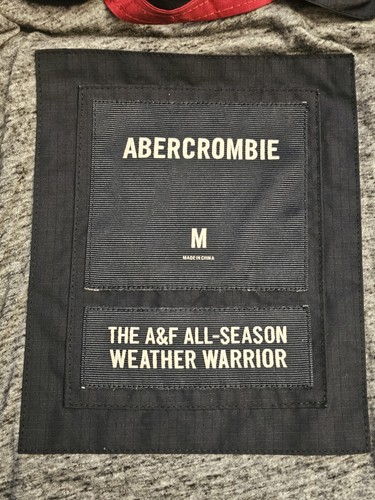 ABERCROMBIE
M
MADE IN CHINA
THE A&F ALL-SEASON
WEATHER WARRIOR